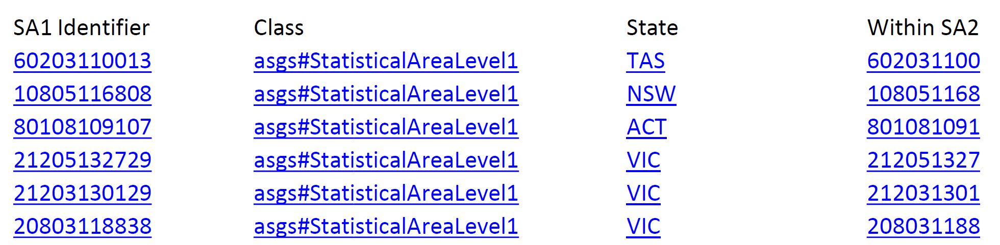 SA1 Identifier Class State Within SA2
60203110013 asgs#StatisticalAreaLevel1 TAS 602031100
10805116808 asgs#StatisticalAreaLevel1 NSW 108051168
80108109107 asgs#StatisticalAreaLevel1 ACT 801081091
21205132729 asgs#StatisticalAreaLevel1 VIC 212051327
21203130129 asgs#StatisticalAreaLevel1 VIC 212031301
20803118838 asgs#StatisticalAreaLevel1 VIC 208031188